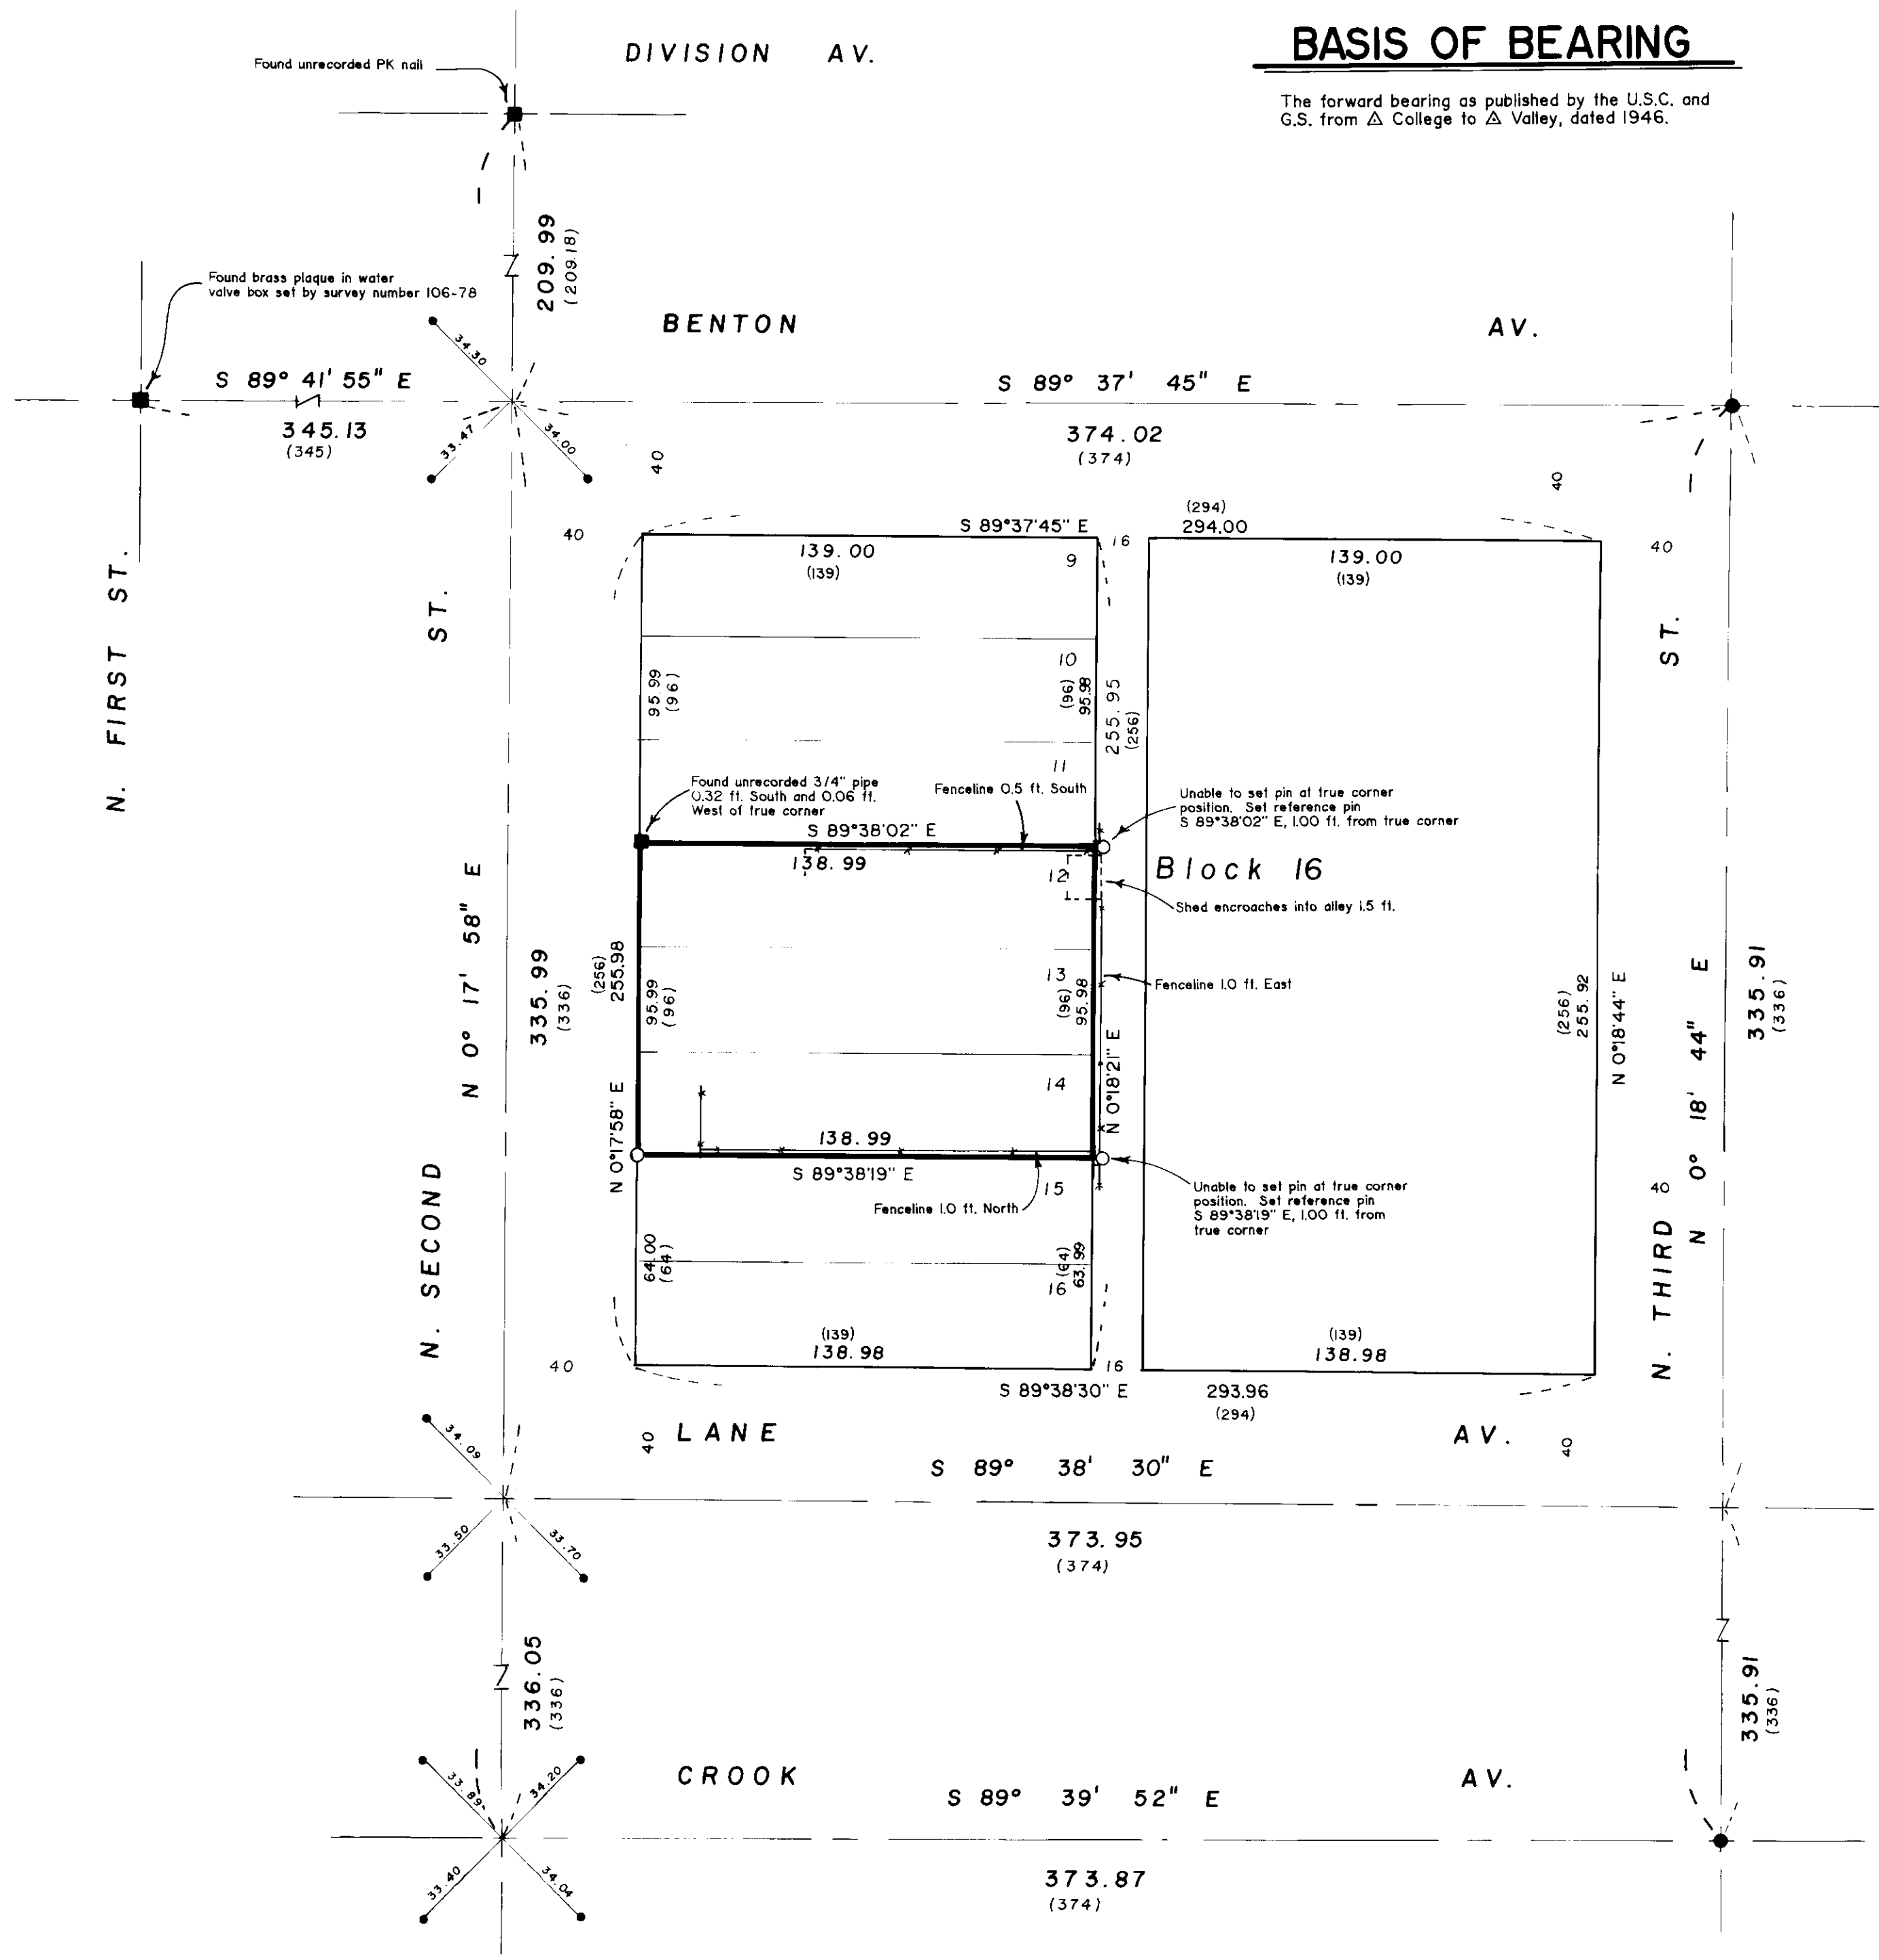 BASIS OF BEARING
The forward bearing as published by the U.S.C. and
G.S. from △ College to △ Valley, dated 1946.
DIVISION AV.
Found unrecorded PK nail
209.99
(209.18)
Found brass plaque in water
valve box set by survey number 106-78
34.30
BENTON AV.
S 89° 41' 55" E
345.13
(345)
33.47
34.00
S 89° 37' 45" E
374.02
(374)
40
40
N. FIRST ST.
40
S 89°37'45" E
16
(294)
294.00
40
139.00
(139)
9
139.00
(139)
ST.
ST.
10
95.99
(96)
(96)
95.98
255.95
(256)
11
Found unrecorded 3/4" pipe
0.32 ft. South and 0.06 ft.
West of true corner
Fenceline 0.5 ft. South
Unable to set pin at true corner
position. Set reference pin
S 89°38'02" E, 1.00 ft. from true corner
S 89°38'02" E
138.99
12
Block 16
Shed encroaches into alley 1.5 ft.
N 0° 17' 58" E
335.99
(336)
(256)
255.98
95.99
(96)
13
(96)
95.98
Fenceline 1.0 ft. East
(256)
255.92
N 0°18'44" E
N 0° 18' 44" E
335.91
(336)
N 0°17'58" E
14
N 0°18'21" E
138.99
S 89°38'19" E
15
Fenceline 1.0 ft. North
Unable to set pin at true corner
position. Set reference pin
S 89°38'19" E, 1.00 ft. from
true corner
40
N. SECOND
N. THIRD
64.00
(64)
(64)
63.99
16
(139)
138.98
(139)
138.98
40
16
S 89°38'30" E
293.96
(294)
40
LANE AV.
40
34.09
S 89° 38' 30" E
373.95
(374)
33.50
33.70
336.05
(336)
335.91
(336)
CROOK AV.
33.89
34.20
S 89° 39' 52" E
373.87
(374)
33.40
34.04